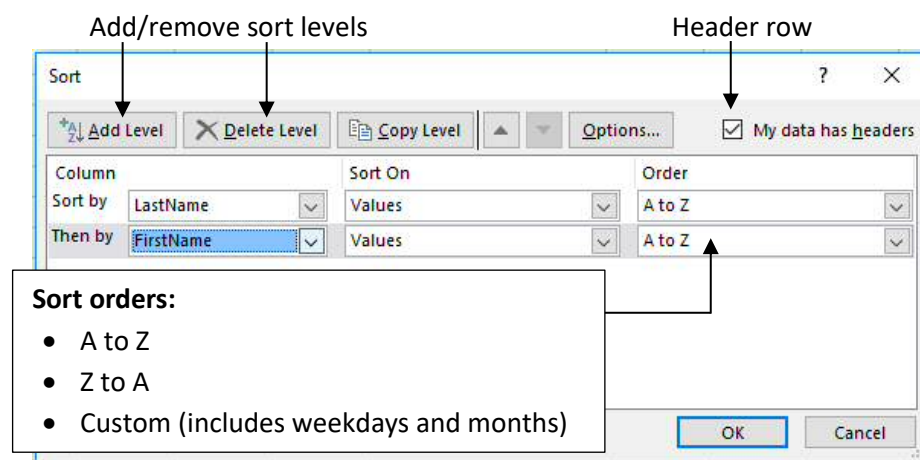 Add/remove sort levels Header row
Sort ? ×
Add Level Delete Level Copy Level Options... My data has headers
Column Sort On Order
Sort by LastName Values A to Z
Then by FirstName Values A to Z
Sort orders:
• A to Z
• Z to A
• Custom (includes weekdays and months)
OK Cancel